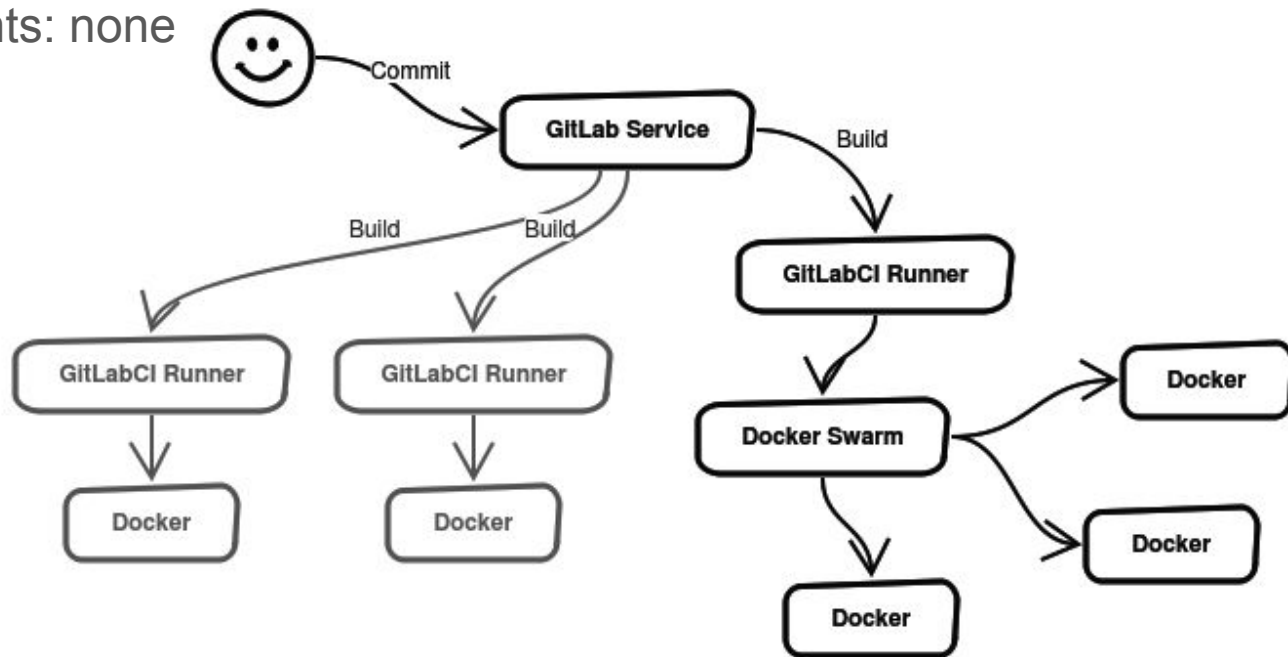 nts: none
Commit
GitLab Service
Build
Build
Build
GitLabCI Runner
GitLabCI Runner
GitLabCI Runner
Docker
Docker Swarm
Docker
Docker
Docker
Docker